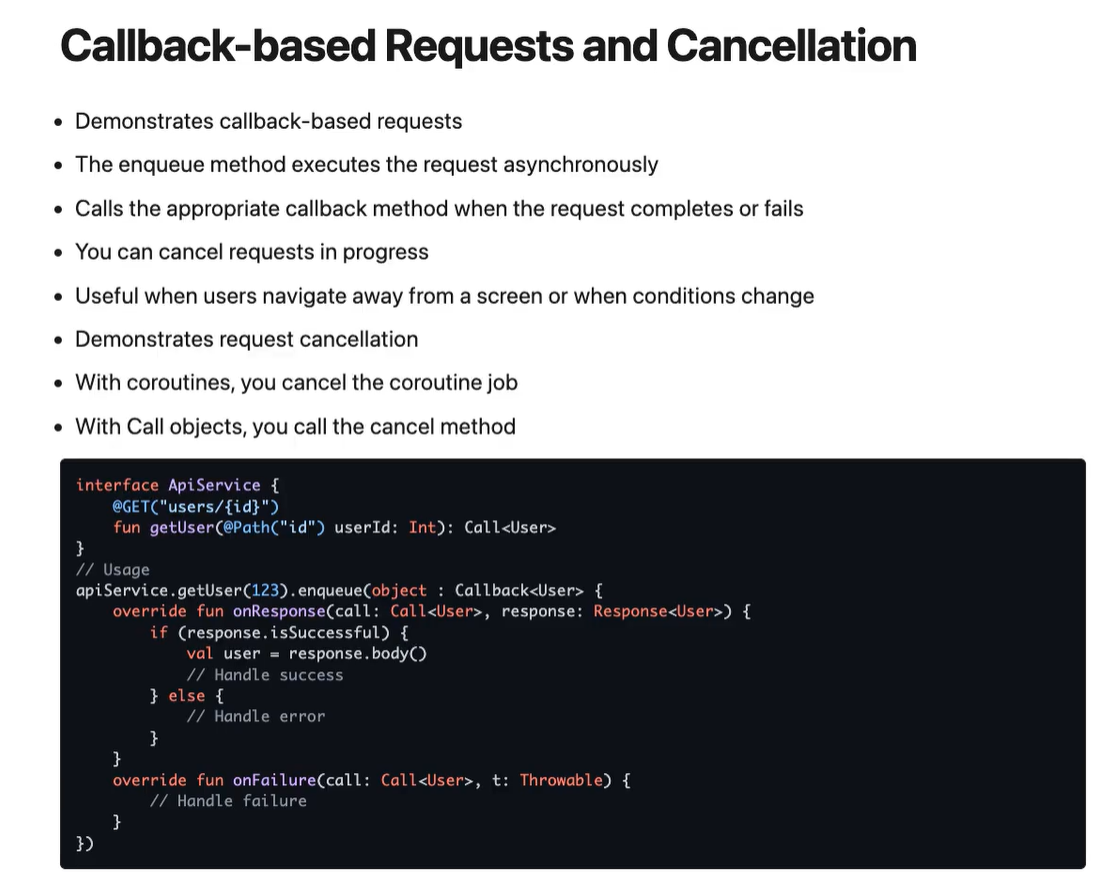 Callback-based Requests and Cancellation
• Demonstrates callback-based requests
• The enqueue method executes the request asynchronously
• Calls the appropriate callback method when the request completes or fails
• You can cancel requests in progress
• Useful when users navigate away from a screen or when conditions change
• Demonstrates request cancellation
• With coroutines, you cancel the coroutine job
• With Call objects, you call the cancel method
interface ApiService {
    @GET("users/{id}")
    fun getUser(@Path("id") userId: Int): Call<User>
}
// Usage
apiService.getUser(123).enqueue(object : Callback<User> {
    override fun onResponse(call: Call<User>, response: Response<User>) {
        if (response.isSuccessful) {
            val user = response.body()
            // Handle success
        } else {
            // Handle error
        }
    }
    override fun onFailure(call: Call<User>, t: Throwable) {
        // Handle failure
    }
})